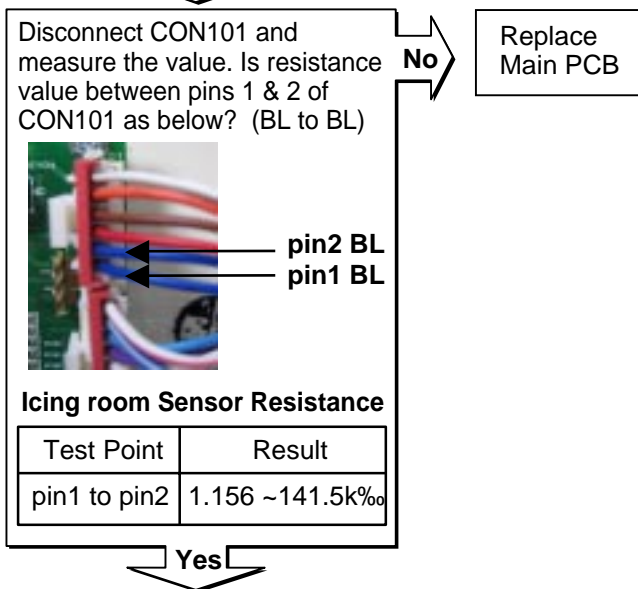 Disconnect CON101 and
measure the value. Is resistance
value between pins 1 & 2 of
CON101 as below? (BL to BL)
No
Replace
Main PCB
pin2 BL
pin1 BL
Icing room Sensor Resistance
Test Point Result
pin1 to pin2 1.156 ~141.5k‰
Yes